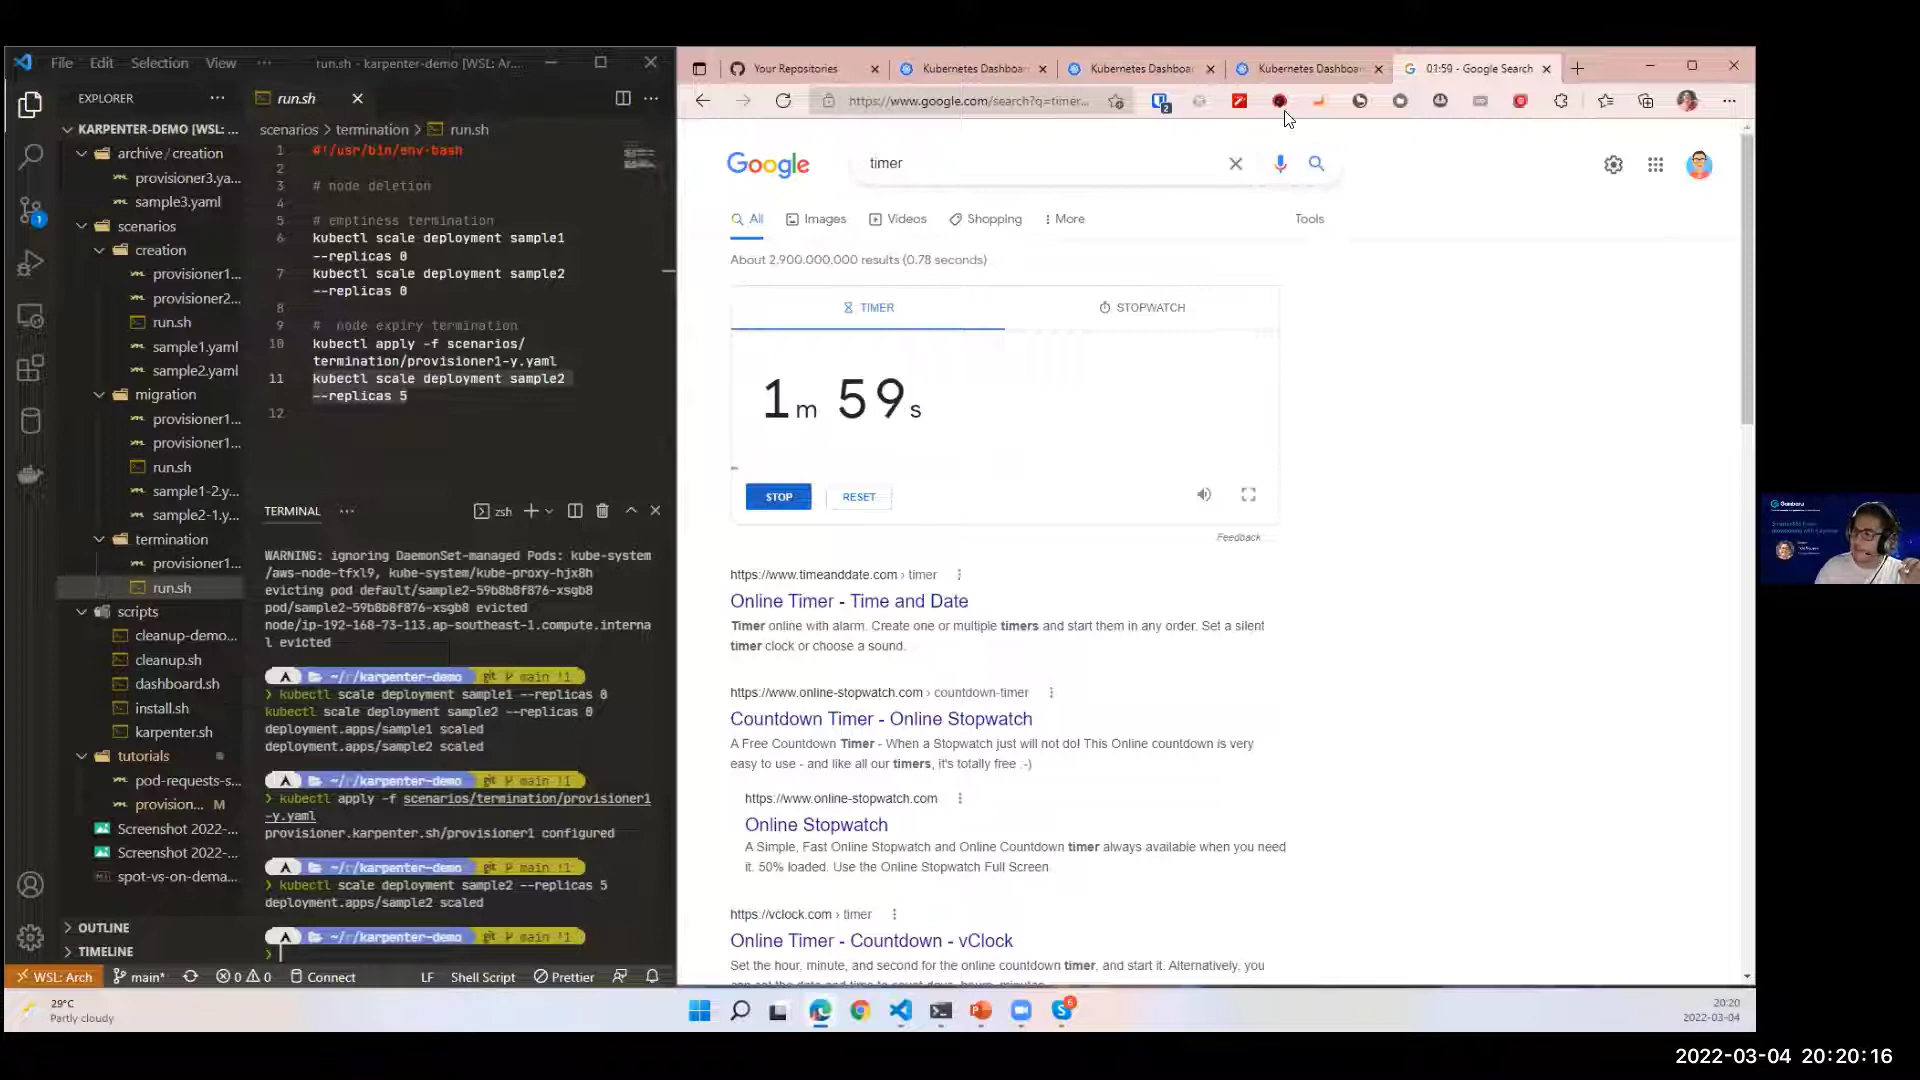 File Edit Selection View ··· run.sh - karpenter-demo [WSL: Ar...
EXPLORER ···
KARPENTER-DEMO [WSL: ...
archive / creation
provisioner3.ya...
sample3.yaml
scenarios
creation
provisioner1...
provisioner2...
run.sh
sample1.yaml
sample2.yaml
migration
provisioner1...
provisioner1...
run.sh
sample1-2.y...
sample2-1.y...
termination
provisioner1...
run.sh
scripts
cleanup-demo...
cleanup.sh
dashboard.sh
install.sh
karpenter.sh
tutorials
pod-requests-s...
provision... M
Screenshot 2022-...
Screenshot 2022-...
spot-vs-on-dema...
OUTLINE
TIMELINE
run.sh
scenarios > termination > run.sh
1 #!/usr/bin/env-bash
2
3 # node deletion
4
5 # emptiness termination
6 kubectl scale deployment sample1
--replicas 0
7 kubectl scale deployment sample2
--replicas 0
8
9 # node expiry termination
10 kubectl apply -f scenarios/
termination/provisioner1-y.yaml
11 kubectl scale deployment sample2
--replicas 5
12
TERMINAL ··· zsh
WARNING: ignoring DaemonSet-managed Pods: kube-system
/aws-node-tfxl9, kube-system/kube-proxy-hjx8h
evicting pod default/sample2-59b8b8f876-xsgb8
pod/sample2-59b8b8f876-xsgb8 evicted
node/ip-192-168-73-113.ap-southeast-1.compute.interna
l evicted
~/r/karpenter-demo git main !1
> kubectl scale deployment sample1 --replicas 0
kubectl scale deployment sample2 --replicas 0
deployment.apps/sample1 scaled
deployment.apps/sample2 scaled
~/r/karpenter-demo git main !1
> kubectl apply -f scenarios/termination/provisioner1
-y.yaml
provisioner.karpenter.sh/provisioner1 configured
~/r/karpenter-demo git main !1
> kubectl scale deployment sample2 --replicas 5
deployment.apps/sample2 scaled
~/r/karpenter-demo git main !1
>
WSL: Arch main* 0 0 Connect LF Shell Script Prettier
Your Repositories Kubernetes Dashboa Kubernetes Dashboa Kubernetes Dashboa 01:59 - Google Search
https://www.google.com/search?q=timer...
2
Google timer
All Images Videos Shopping More Tools
About 2.900.000.000 results (0.78 seconds)
TIMER STOPWATCH
1m 59s
STOP RESET
Feedback
https://www.timeanddate.com › timer
Online Timer - Time and Date
Timer online with alarm. Create one or multiple timers and start them in any order. Set a silent
timer clock or choose a sound.
https://www.online-stopwatch.com › countdown-timer
Countdown Timer - Online Stopwatch
A Free Countdown Timer - When a Stopwatch just will not do! This Online countdown is very
easy to use - and like all our timers, it's totally free :-)
https://www.online-stopwatch.com
Online Stopwatch
A Simple, Fast Online Stopwatch and Online Countdown timer always available when you need
it. 50% loaded. Use the Online Stopwatch Full Screen.
https://vclock.com › timer
Online Timer - Countdown - vClock
Set the hour, minute, and second for the online countdown timer, and start it. Alternatively, you
29°C
Partly cloudy
6
20:20
2022-03-04
2022-03-04 20:20:16